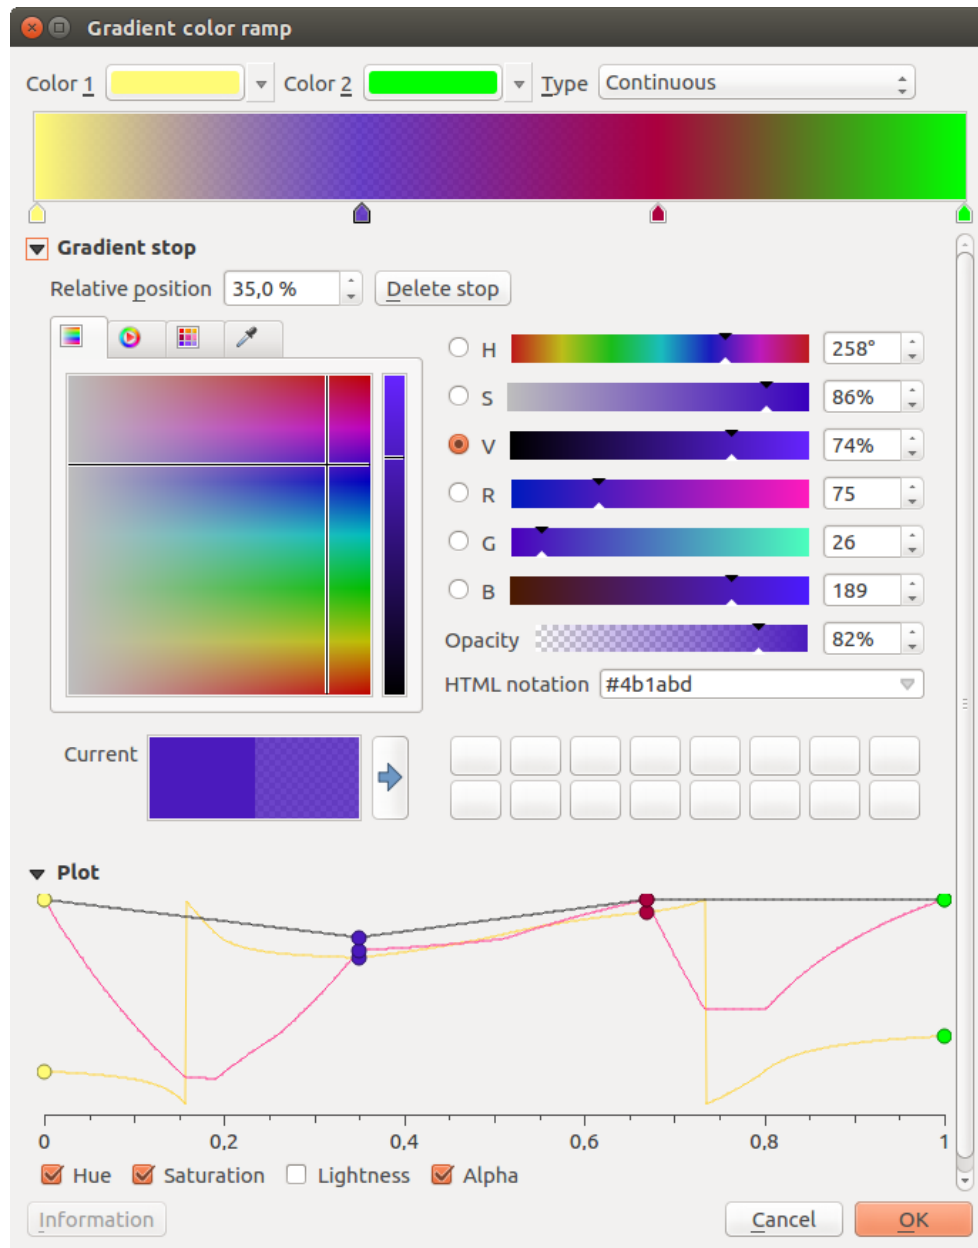 Gradient color ramp
Color 1 Color 2 Type Continuous
Gradient stop
Relative position 35,0 % Delete stop
H 258°
S 86%
V 74%
R 75
G 26
B 189
Opacity 82%
HTML notation #4b1abd
Current
Plot
0 0,2 0,4 0,6 0,8 1
Hue Saturation Lightness Alpha
Information Cancel OK